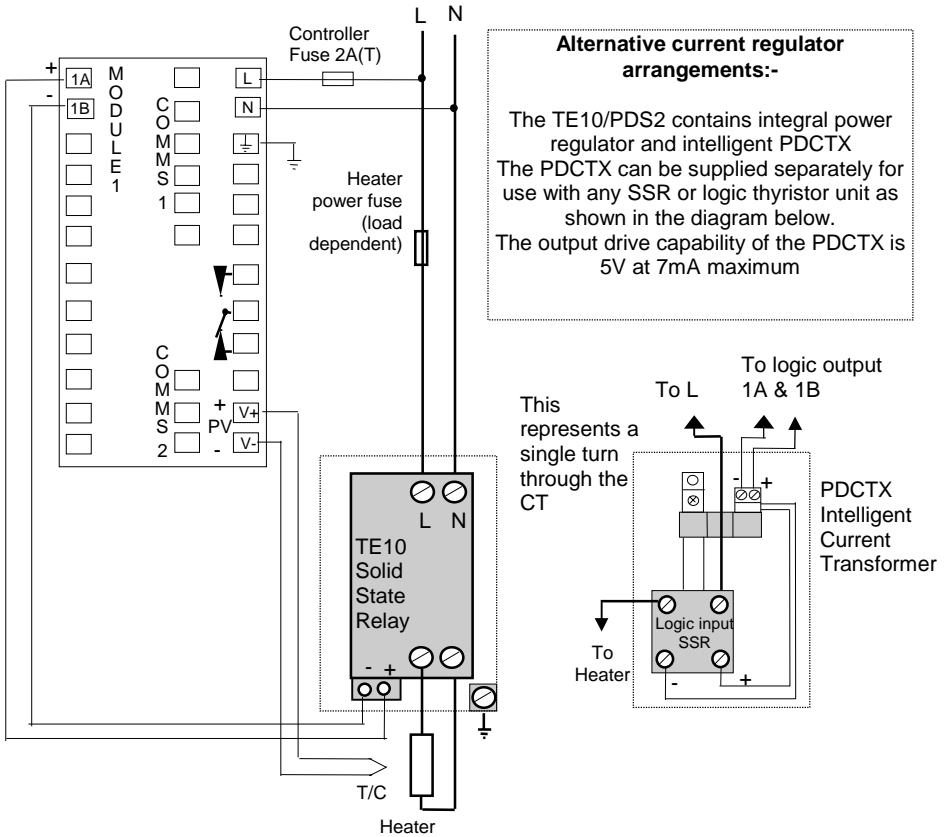 L N
Controller
Fuse 2A(T)
+ 1A
- 1B
MODULE 1
COMMS 1
L
N
Heater
power fuse
(load
dependent)
COMMS 2
+
PV
-
V+
V-
Alternative current regulator
arrangements:-
The TE10/PDS2 contains integral power
regulator and intelligent PDCTX
The PDCTX can be supplied separately for
use with any SSR or logic thyristor unit as
shown in the diagram below.
The output drive capability of the PDCTX is
5V at 7mA maximum
L N
TE10
Solid
State
Relay
- +
T/C
Heater
This
represents a
single turn
through the
CT
To L
To logic output
1A & 1B
- +
PDCTX
Intelligent
Current
Transformer
Logic input
SSR
- +
To
Heater